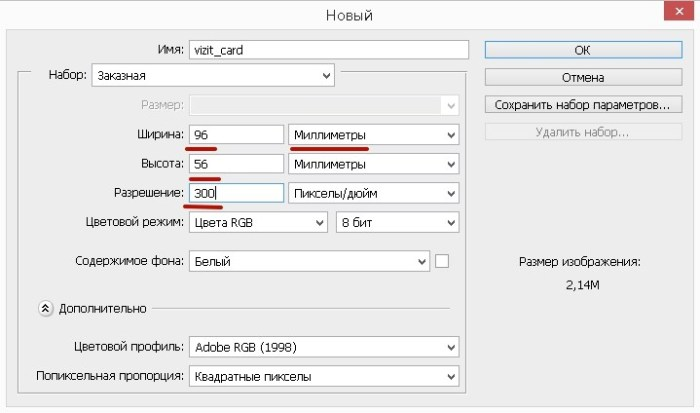 Новый
Имя: vizit_card
ОК
Набор: Заказная
Отмена
Размер:
Сохранить набор параметров...
Ширина: 96 Миллиметры
Удалить набор...
Высота: 56 Миллиметры
Разрешение: 300 Пикселы/дюйм
Цветовой режим: Цвета RGB 8 бит
Содержимое фона: Белый
Размер изображения:
2,14M
Дополнительно
Цветовой профиль: Adobe RGB (1998)
Попиксельная пропорция: Квадратные пикселы